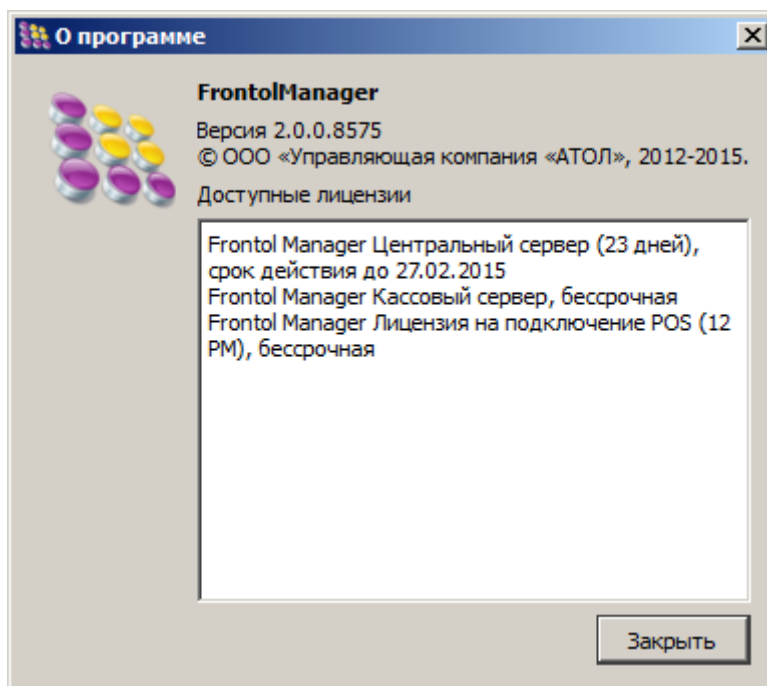 О программе
FrontolManager
Версия 2.0.0.8575
© ООО «Управляющая компания «АТОЛ», 2012-2015.
Доступные лицензии
Frontol Manager Центральный сервер (23 дней),
срок действия до 27.02.2015
Frontol Manager Кассовый сервер, бессрочная
Frontol Manager Лицензия на подключение POS (12
РМ), бессрочная
Закрыть